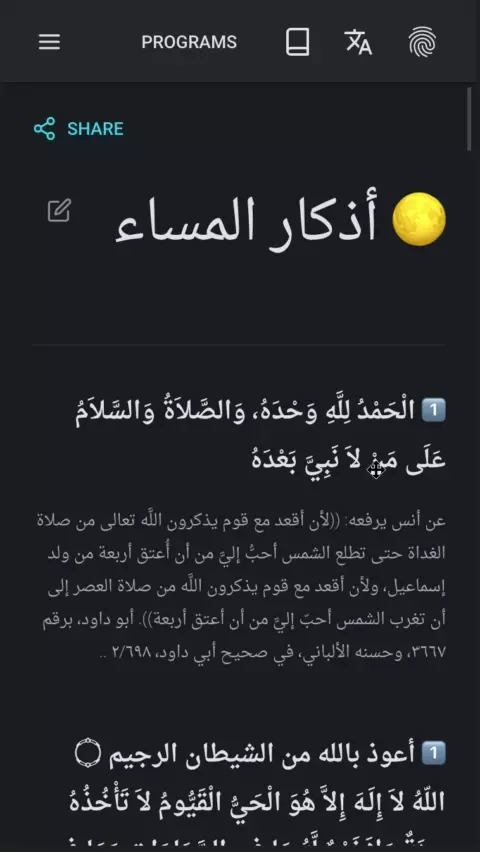 PROGRAMS
SHARE
أذكار المساء
1 الْحَمْدُ لِلَّهِ وَحْدَهُ، وَالصَّلاَةُ وَالسَّلاَمُ
عَلَى مَنْ لاَ نَبِيَّ بَعْدَهُ
عن أنس يرفعه: ((لأن أقعد مع قوم يذكرون اللَّه تعالى من صلاة
الغداة حتى تطلع الشمس أحبُّ إليَّ من أن أُعتق أربعة من ولد
إسماعيل، ولأن أقعد مع قوم يذكرون اللَّه من صلاة العصر إلى
أن تغرب الشمس أحبّ إليَّ من أن أعتق أربعة)). أبو داود، برقم
٣٦٦٧، وحسنه الألباني، في صحيح أبي داود، ٢/٦٩٨ ..
1 أعوذ بالله من الشيطان الرجيم ۝
اللّهُ لاَ إِلَهَ إِلاَّ هُوَ الْحَيُّ الْقَيُّومُ لاَ تَأْخُذُهُ